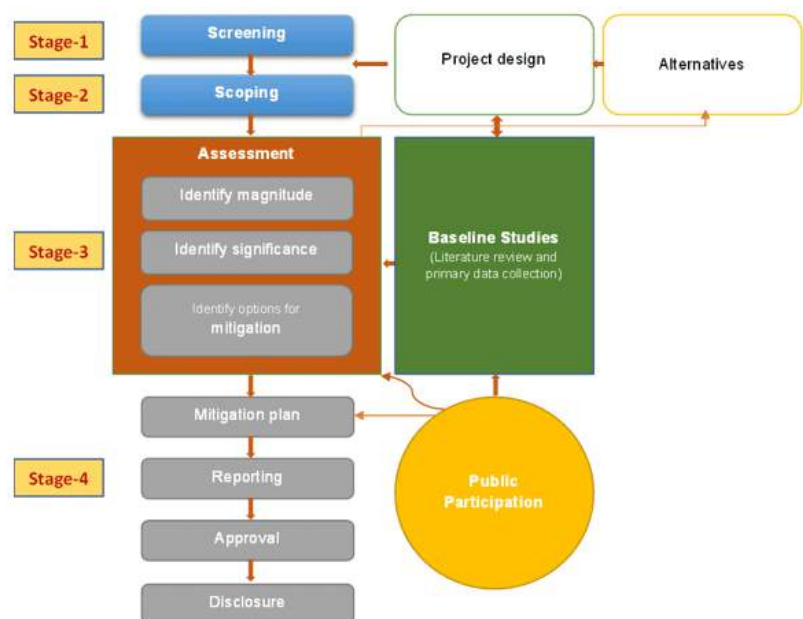 Stage-1
Screening
Project design
Alternatives
Stage-2
Scoping
Assessment
Identify magnitude
Stage-3
Identify significance
Baseline Studies
(Literature review and
primary data collection)
Identify options for
mitigation
Mitigation plan
Stage-4
Reporting
Public
Participation
Approval
Disclosure